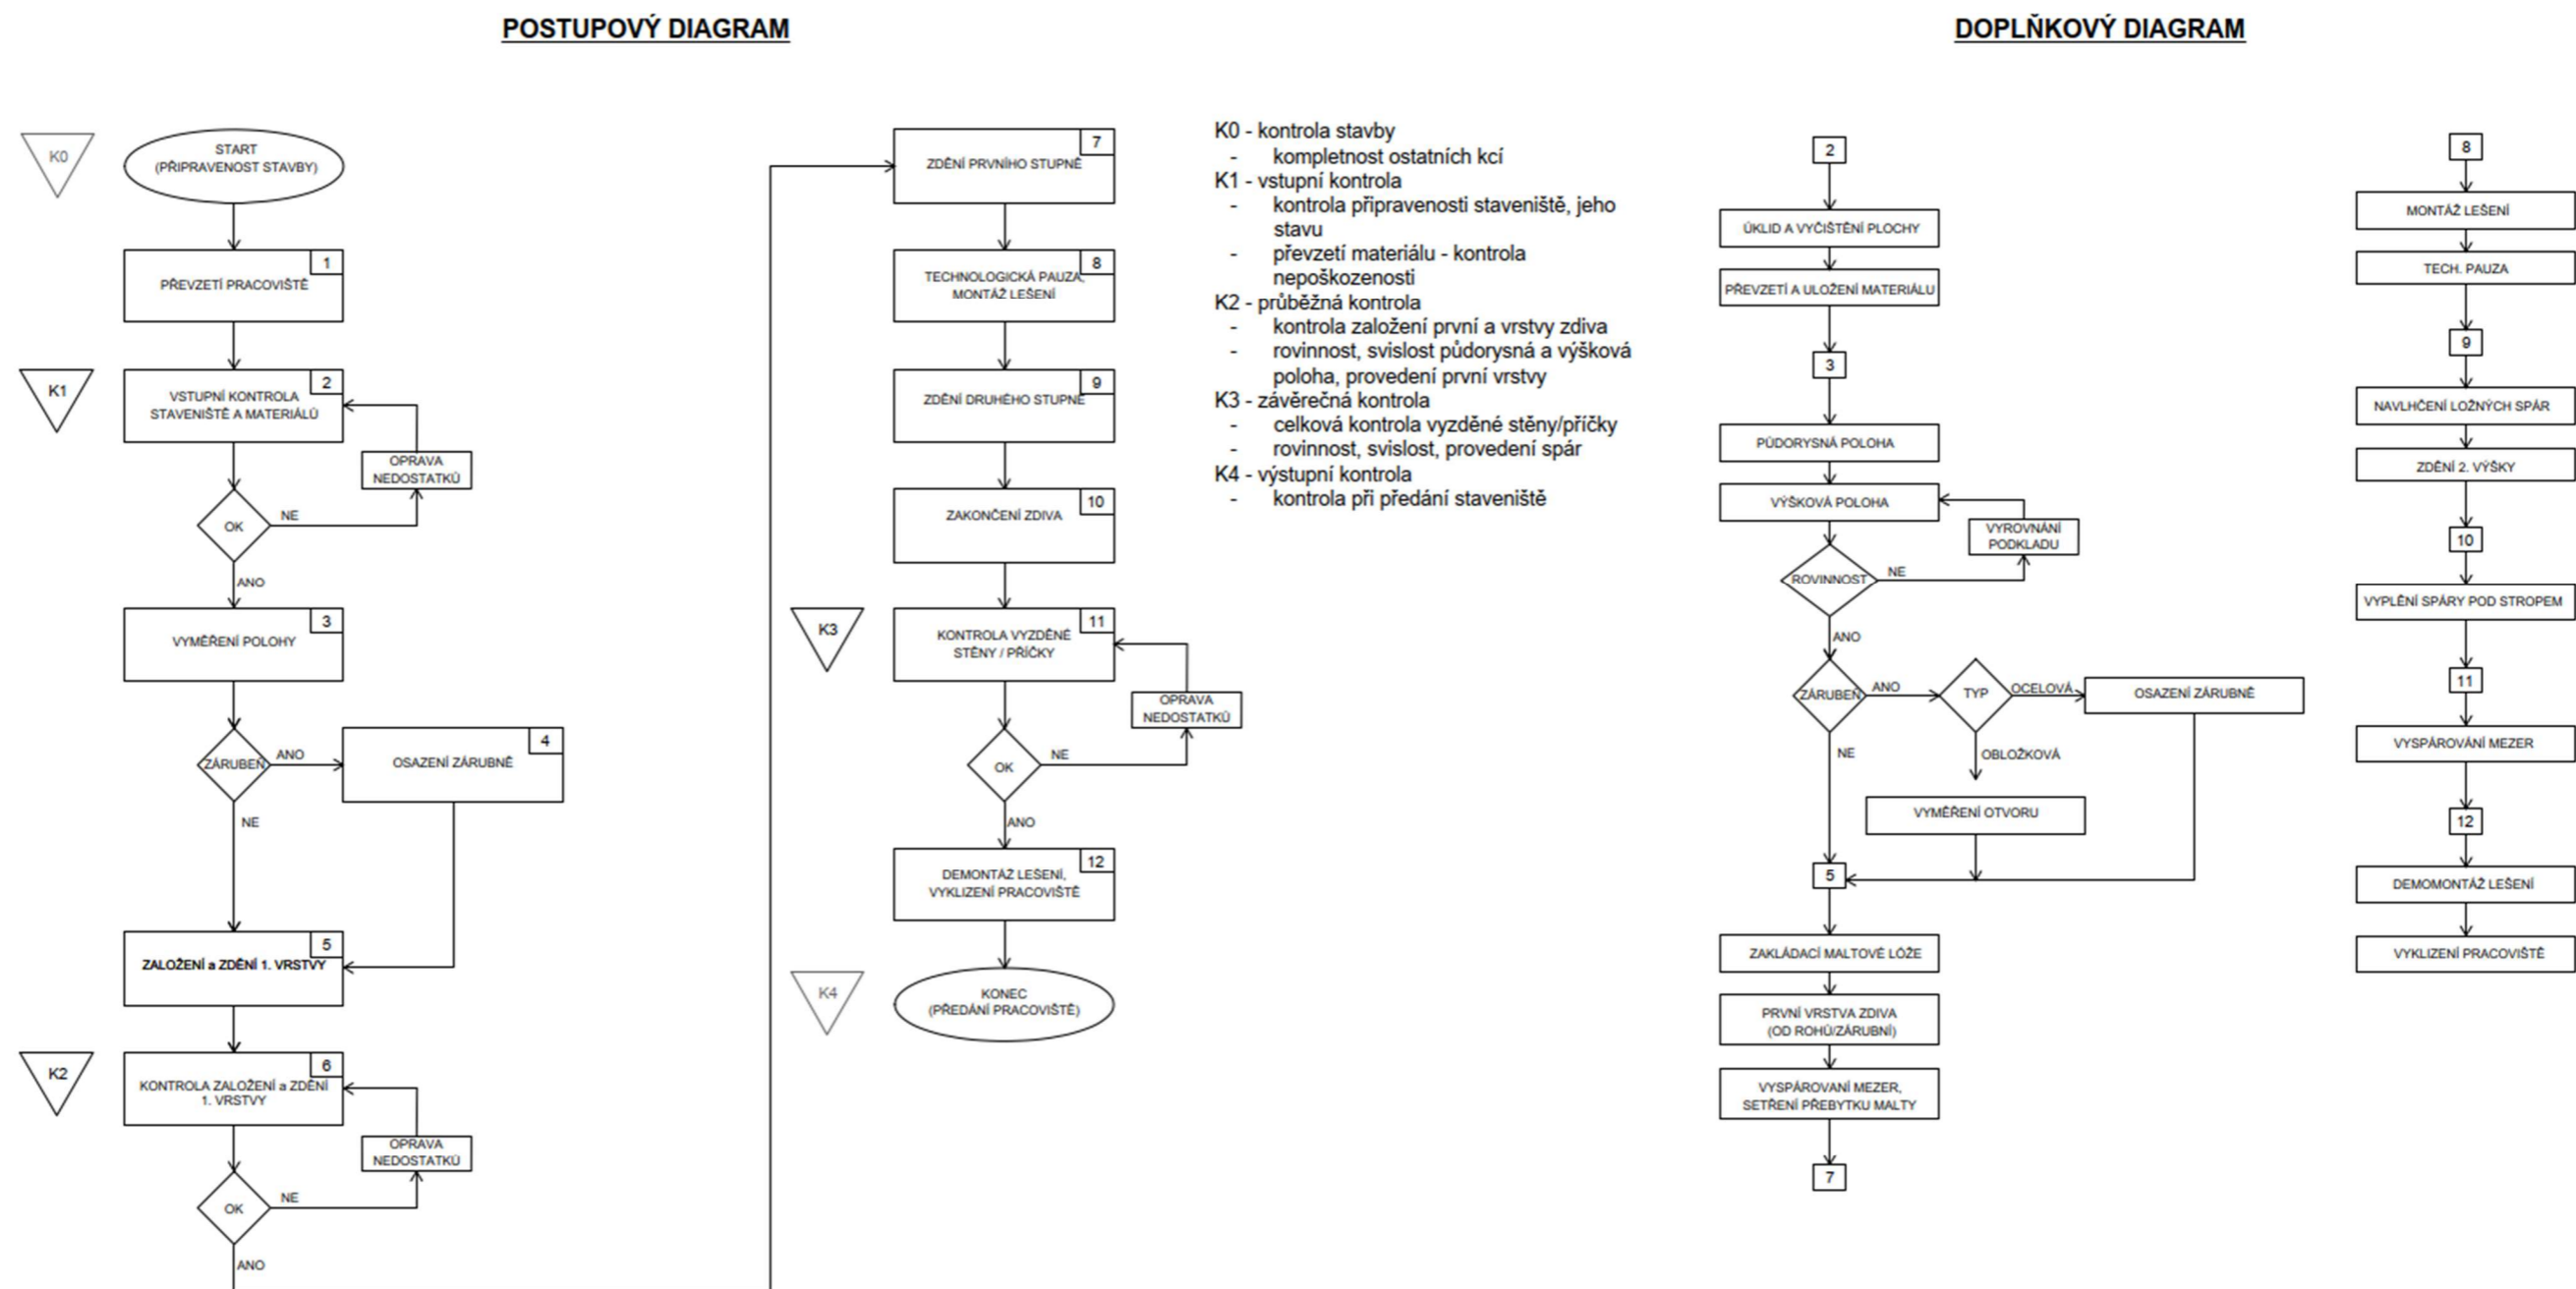 POSTUPOVÝ DIAGRAM
K0
START
(PŘIPRAVENOST STAVBY)
1
PŘEVZETÍ PRACOVIŠTĚ
K1
2
VSTUPNÍ KONTROLA
STAVENIŠTĚ A MATERIÁLŮ
OPRAVA
NEDOSTATKŮ
OK
NE
ANO
3
VYMĚŘENÍ POLOHY
ZÁRUBEŇ
ANO
4
OSAZENÍ ZÁRUBNĚ
NE
5
ZALOŽENÍ a ZDĚNÍ 1. VRSTVY
K2
6
KONTROLA ZALOŽENÍ a ZDĚNÍ
1. VRSTVY
OPRAVA
NEDOSTATKŮ
OK
NE
ANO
7
ZDĚNÍ PRVNÍHO STUPNĚ
8
TECHNOLOGICKÁ PAUZA,
MONTÁŽ LEŠENÍ
9
ZDĚNÍ DRUHÉHO STUPNĚ
10
ZAKONČENÍ ZDIVA
K3
11
KONTROLA VYZDĚNÉ
STĚNY / PŘÍČKY
OPRAVA
NEDOSTATKŮ
OK
NE
ANO
12
DEMONTÁŽ LEŠENÍ,
VYKLIZENÍ PRACOVIŠTĚ
K4
KONEC
(PŘEDÁNÍ PRACOVIŠTĚ)
K0 - kontrola stavby
- kompletnost ostatních kcí
K1 - vstupní kontrola
- kontrola připravenosti staveniště, jeho
stavu
- převzetí materiálu - kontrola
nepoškozenosti
K2 - průběžná kontrola
- kontrola založení první a vrstvy zdiva
- rovinnost, svislost půdorysná a výšková
poloha, provedení první vrstvy
K3 - závěrečná kontrola
- celková kontrola vyzděné stěny/příčky
- rovinnost, svislost, provedení spár
K4 - výstupní kontrola
- kontrola při předání staveniště
DOPLŇKOVÝ DIAGRAM
2
ÚKLID A VYČIŠTĚNÍ PLOCHY
PŘEVZETÍ A ULOŽENÍ MATERIÁLU
3
PŮDORYSNÁ POLOHA
VÝŠKOVÁ POLOHA
VYROVNÁNÍ
PODKLADU
ROVINNOST
NE
ANO
ZÁRUBEŇ
ANO
TYP
OCELOVÁ
OSAZENÍ ZÁRUBNĚ
NE
OBLOŽKOVÁ
VYMĚŘENÍ OTVORU
5
ZAKLÁDACÍ MALTOVÉ LÓŽE
PRVNÍ VRSTVA ZDIVA
(OD ROHŮ/ZÁRUBNÍ)
VYSPÁROVANÍ MEZER,
SETŘENÍ PŘEBYTKU MALTY
7
8
MONTÁŽ LEŠENÍ
TECH. PAUZA
9
NAVLHČENÍ LOŽNÝCH SPÁR
ZDĚNÍ 2. VÝŠKY
10
VYPLĚNÍ SPÁRY POD STROPEM
11
VYSPÁROVÁNÍ MEZER
12
DEMOMONTÁŽ LEŠENÍ
VYKLIZENÍ PRACOVIŠTĚ